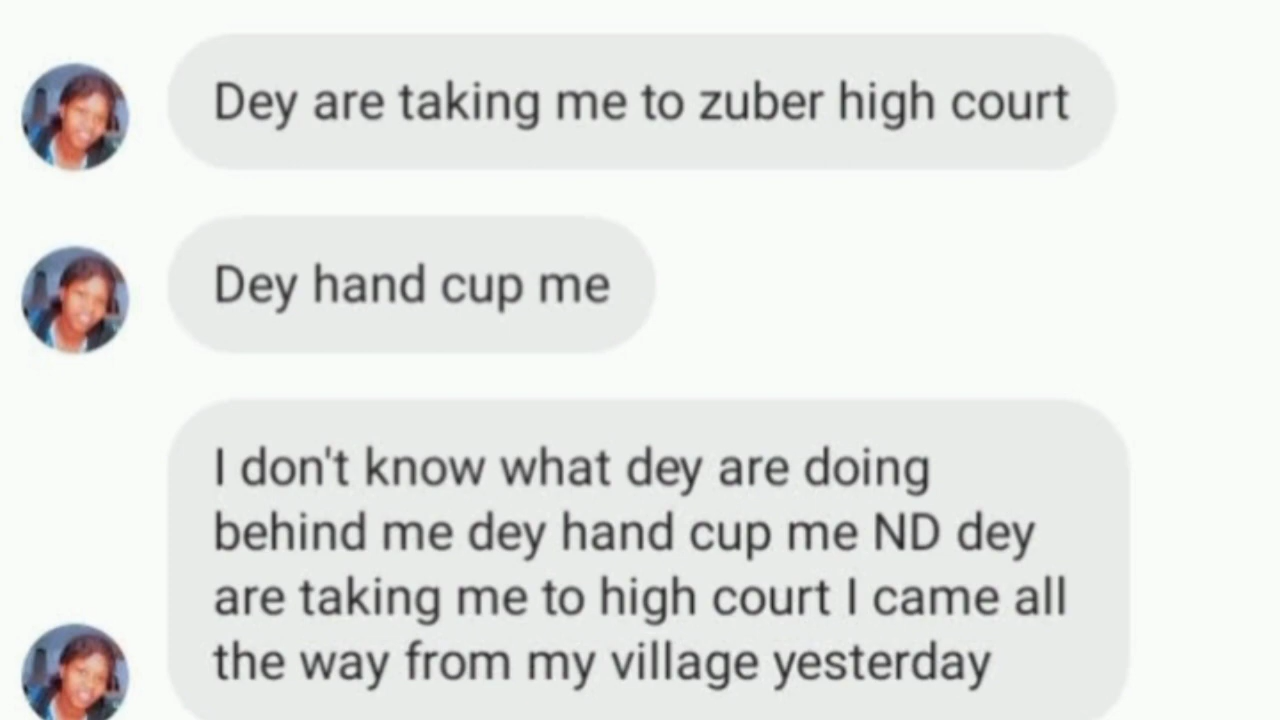 Dey are taking me to zuber high court
Dey hand cup me
I don't know what dey are doing
behind me dey hand cup me ND dey
are taking me to high court I came all
the way from my village yesterday